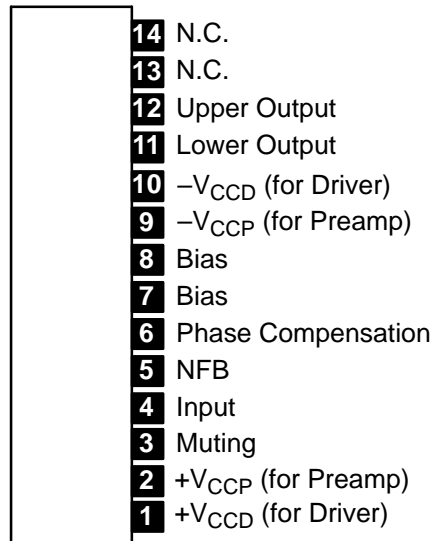 14 N.C.
13 N.C.
12 Upper Output
11 Lower Output
10 –VCCD (for Driver)
9 –VCCP (for Preamp)
8 Bias
7 Bias
6 Phase Compensation
5 NFB
4 Input
3 Muting
2 +VCCP (for Preamp)
1 +VCCD (for Driver)